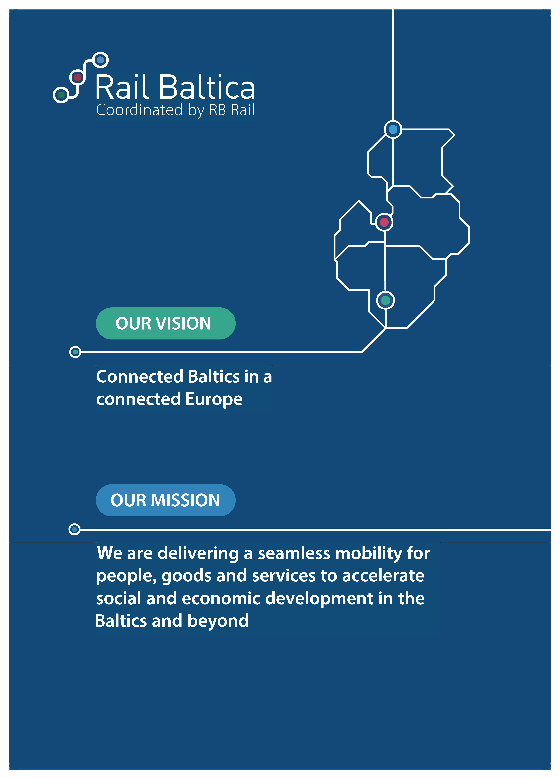 Rail Baltica
Coordinated by RB Rail
OUR VISION
Connected Baltics in a
connected Europe
OUR MISSION
We are delivering a seamless mobility for
people, goods and services to accelerate
social and economic development in the
Baltics and beyond